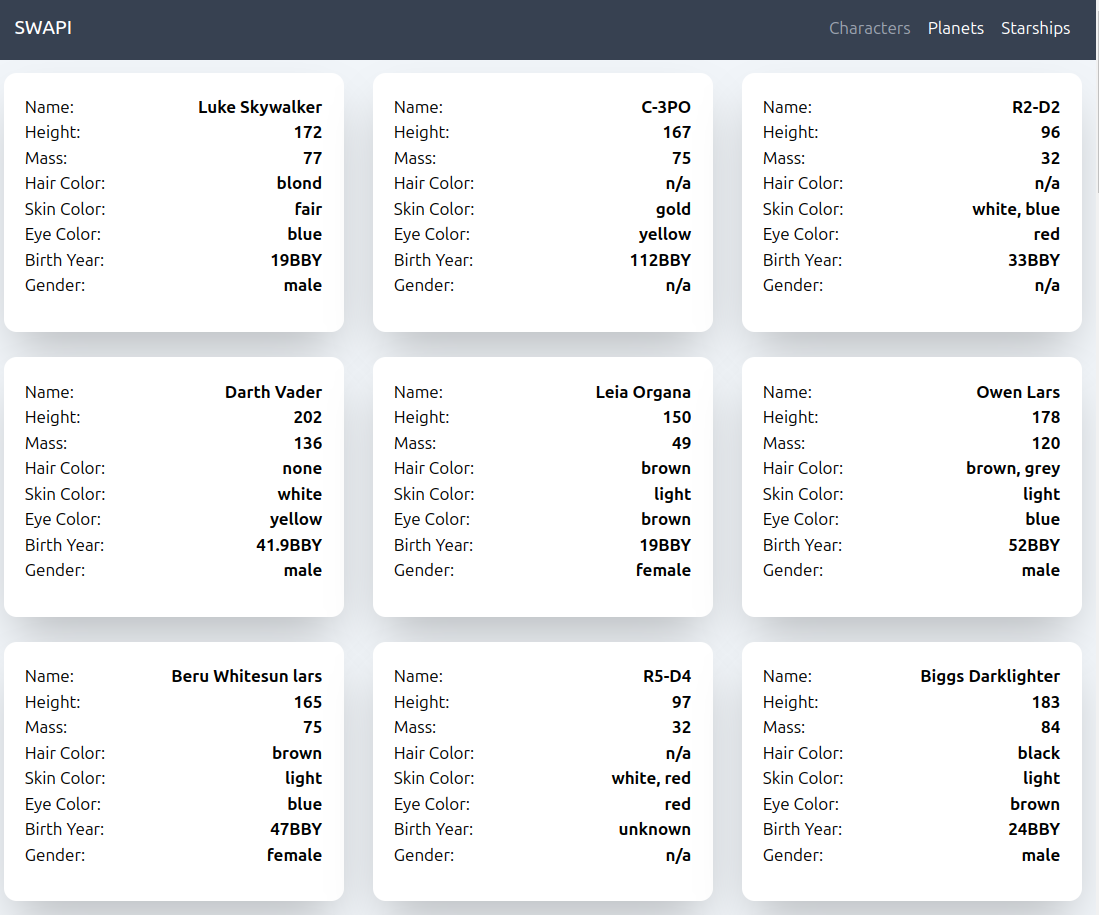 SWAPI
Characters Planets Starships
Name: Luke Skywalker
Height: 172
Mass: 77
Hair Color: blond
Skin Color: fair
Eye Color: blue
Birth Year: 19BBY
Gender: male
Name: C-3PO
Height: 167
Mass: 75
Hair Color: n/a
Skin Color: gold
Eye Color: yellow
Birth Year: 112BBY
Gender: n/a
Name: R2-D2
Height: 96
Mass: 32
Hair Color: n/a
Skin Color: white, blue
Eye Color: red
Birth Year: 33BBY
Gender: n/a
Name: Darth Vader
Height: 202
Mass: 136
Hair Color: none
Skin Color: white
Eye Color: yellow
Birth Year: 41.9BBY
Gender: male
Name: Leia Organa
Height: 150
Mass: 49
Hair Color: brown
Skin Color: light
Eye Color: brown
Birth Year: 19BBY
Gender: female
Name: Owen Lars
Height: 178
Mass: 120
Hair Color: brown, grey
Skin Color: light
Eye Color: blue
Birth Year: 52BBY
Gender: male
Name: Beru Whitesun lars
Height: 165
Mass: 75
Hair Color: brown
Skin Color: light
Eye Color: blue
Birth Year: 47BBY
Gender: female
Name: R5-D4
Height: 97
Mass: 32
Hair Color: n/a
Skin Color: white, red
Eye Color: red
Birth Year: unknown
Gender: n/a
Name: Biggs Darklighter
Height: 183
Mass: 84
Hair Color: black
Skin Color: light
Eye Color: brown
Birth Year: 24BBY
Gender: male